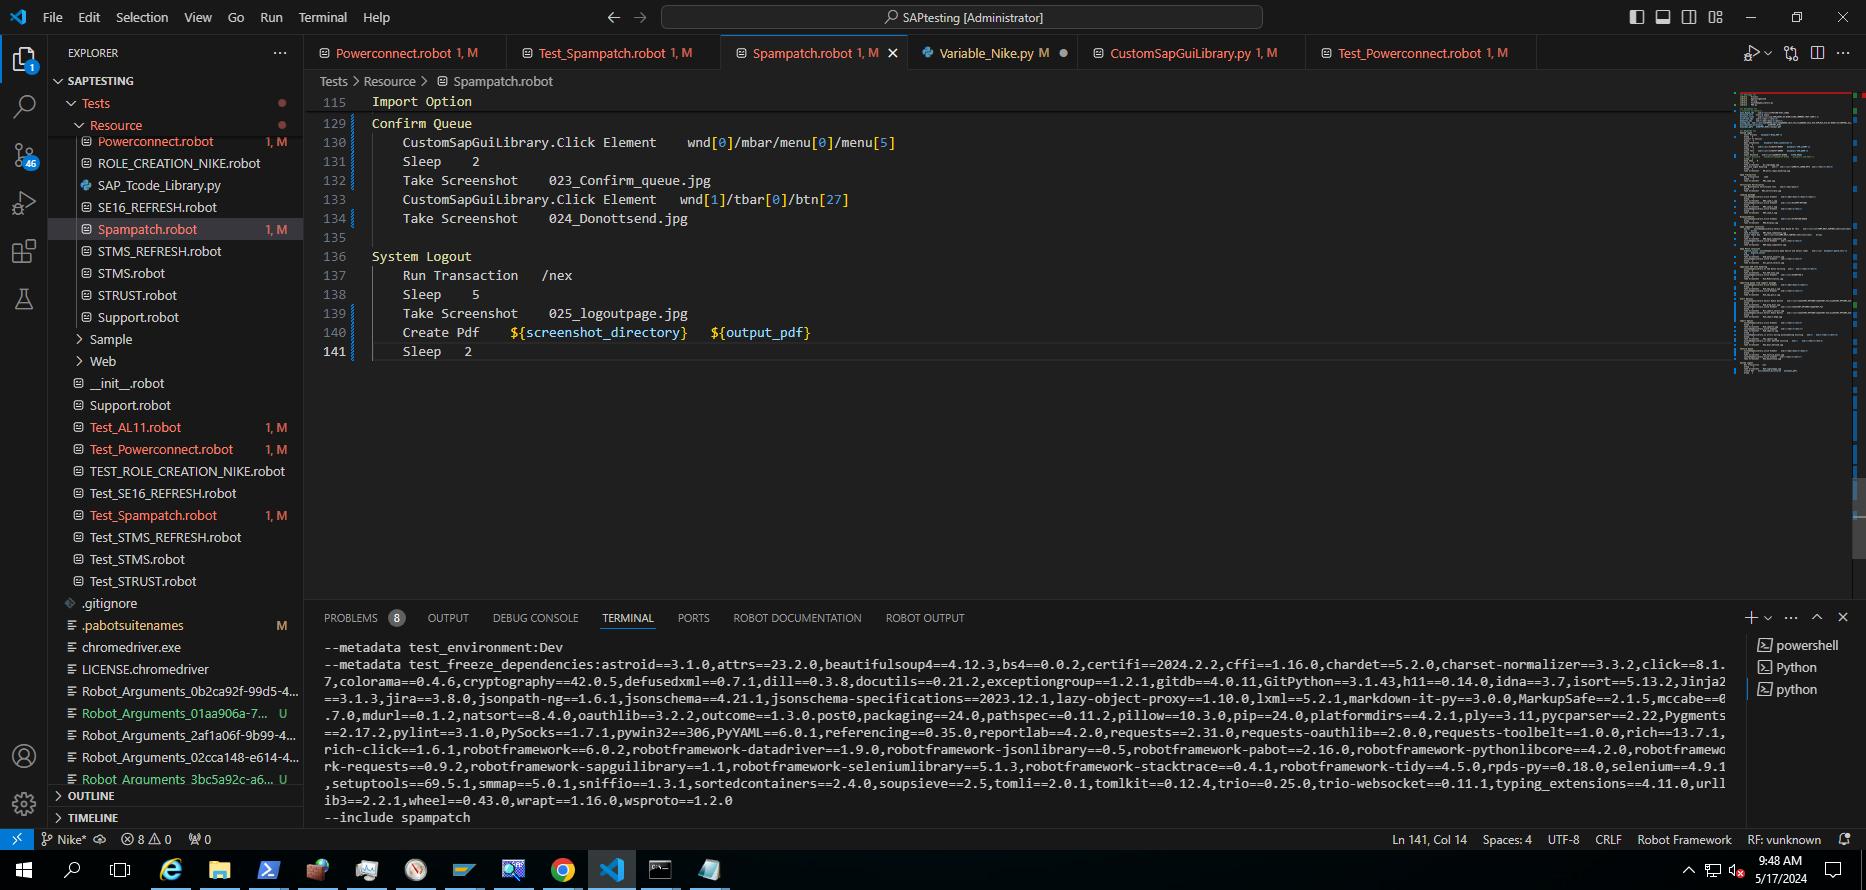 File Edit Selection View Go Run Terminal Help
SAPtesting [Administrator]
EXPLORER
SAPTESTING
Tests
Resource
Powerconnect.robot 1, M
ROLE_CREATION_NIKE.robot
SAP_Tcode_Library.py
SE16_REFRESH.robot
Spampatch.robot 1, M
STMS_REFRESH.robot
STMS.robot
STRUST.robot
Support.robot
Sample
Web
__init__.robot
Support.robot
Test_AL11.robot 1, M
Test_Powerconnect.robot 1, M
TEST_ROLE_CREATION_NIKE.robot
Test_SE16_REFRESH.robot
Test_Spampatch.robot 1, M
Test_STMS_REFRESH.robot
Test_STMS.robot
Test_STRUST.robot
.gitignore
.pabotsuitenames M
chromedriver.exe
LICENSE.chromedriver
Robot_Arguments_0b2ca92f-99d5-4...
Robot_Arguments_01aa906a-7... U
Robot_Arguments_2af1a06f-9b99-4...
Robot_Arguments_02cca148-e614-4...
Robot_Arguments_3bc5a92c-a6... U
OUTLINE
TIMELINE
1
46
Powerconnect.robot 1, M
Test_Spampatch.robot 1, M
Spampatch.robot 1, M
Variable_Nike.py M
CustomSapGuiLibrary.py 1, M
Test_Powerconnect.robot 1, M
Tests > Resource > Spampatch.robot
115 Import Option
129 Confirm Queue
130 CustomSapGuiLibrary.Click Element wnd[0]/mbar/menu[0]/menu[5]
131 Sleep 2
132 Take Screenshot 023_Confirm_queue.jpg
133 CustomSapGuiLibrary.Click Element wnd[1]/tbar[0]/btn[27]
134 Take Screenshot 024_Donottsend.jpg
135
136 System Logout
137 Run Transaction /nex
138 Sleep 5
139 Take Screenshot 025_logoutpage.jpg
140 Create Pdf ${screenshot_directory} ${output_pdf}
141 Sleep 2
PROBLEMS 8 OUTPUT DEBUG CONSOLE TERMINAL PORTS ROBOT DOCUMENTATION ROBOT OUTPUT
--metadata test_environment:Dev
--metadata test_freeze_dependencies:astroid==3.1.0,attrs==23.2.0,beautifulsoup4==4.12.3,bs4==0.0.2,certifi==2024.2.2,cffi==1.16.0,chardet==5.2.0,charset-normalizer==3.3.2,click==8.1.
7,colorama==0.4.6,cryptography==42.0.5,defusedxml==0.7.1,dill==0.3.8,docutils==0.21.2,exceptiongroup==1.2.1,gitdb==4.0.11,GitPython==3.1.43,h11==0.14.0,idna==3.7,isort==5.13.2,Jinja2
==3.1.3,jira==3.8.0,jsonpath-ng==1.6.1,jsonschema==4.21.1,jsonschema-specifications==2023.12.1,lazy-object-proxy==1.10.0,lxml==5.2.1,markdown-it-py==3.0.0,MarkupSafe==2.1.5,mccabe==0
.7.0,mdurl==0.1.2,natsort==8.4.0,oauthlib==3.2.2,outcome==1.3.0.post0,packaging==24.0,pathspec==0.11.2,pillow==10.3.0,pip==24.0,platformdirs==4.2.1,ply==3.11,pycparser==2.22,Pygments
==2.17.2,pylint==3.1.0,PySocks==1.7.1,pywin32==306,PyYAML==6.0.1,referencing==0.35.0,reportlab==4.2.0,requests==2.31.0,requests-oauthlib==2.0.0,requests-toolbelt==1.0.0,rich==13.7.1,
rich-click==1.6.1,robotframework==6.0.2,robotframework-datadriver==1.9.0,robotframework-jsonlibrary==0.5,robotframework-pabot==2.16.0,robotframework-pythonlibcore==4.2.0,robotframewo
rk-requests==0.9.2,robotframework-sapguilibrary==1.1,robotframework-seleniumlibrary==5.1.3,robotframework-stacktrace==0.4.1,robotframework-tidy==4.5.0,rpds-py==0.18.0,selenium==4.9.1
,setuptools==69.5.1,smmap==5.0.1,sniffio==1.3.1,sortedcontainers==2.4.0,soupsieve==2.5,tomli==2.0.1,tomlkit==0.12.4,trio==0.25.0,trio-websocket==0.11.1,typing_extensions==4.11.0,url
lib3==2.2.1,wheel==0.43.0,wrapt==1.16.0,wsproto==1.2.0
--include spampatch
powershell
Python
python
Nike* 8 0 0
Ln 141, Col 14 Spaces: 4 UTF-8 CRLF Robot Framework RF: vunknown
9:48 AM
5/17/2024